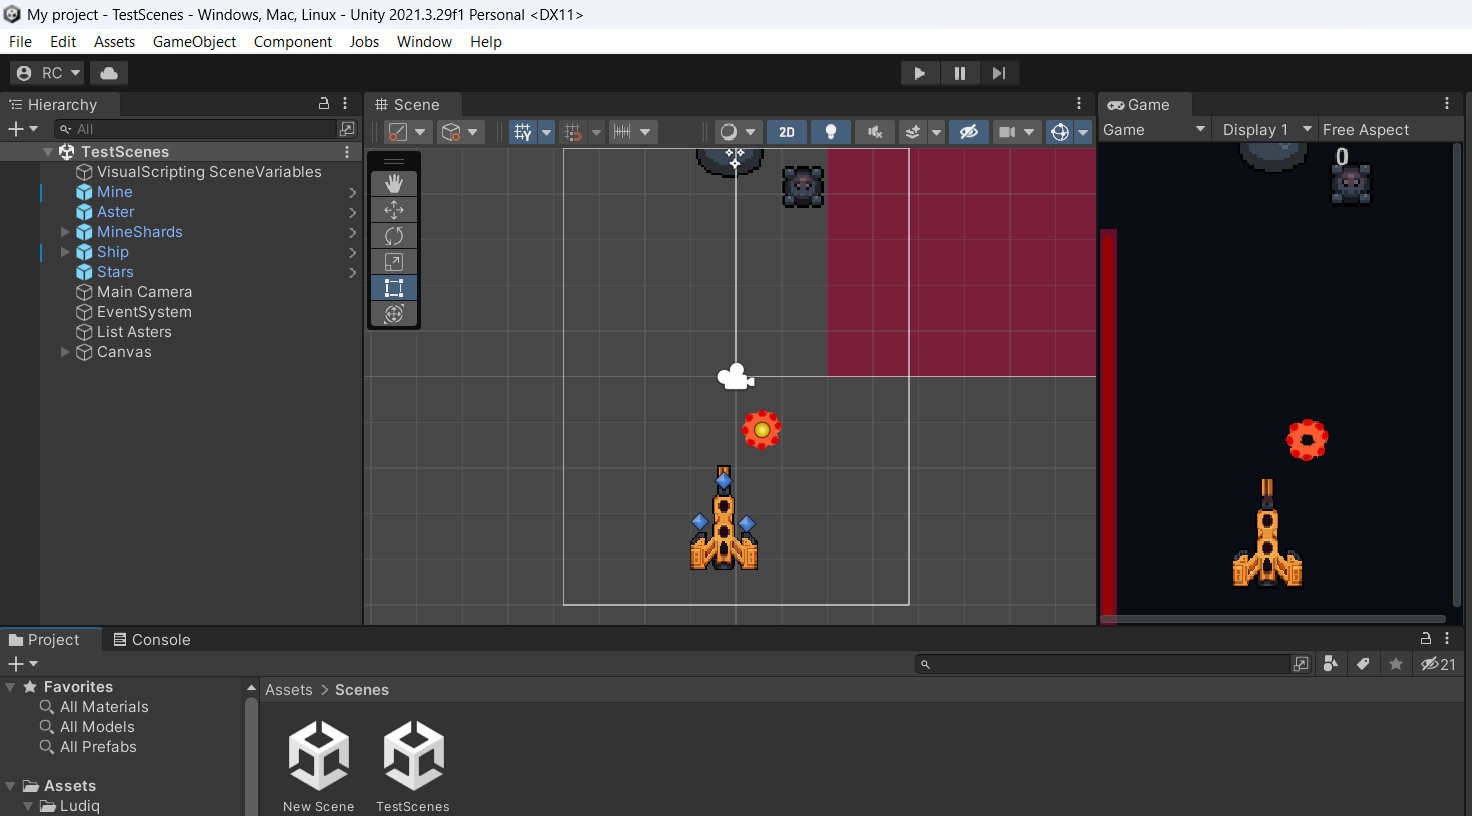 My project - TestScenes - Windows, Mac, Linux - Unity 2021.3.29f1 Personal <DX11>
File Edit Assets GameObject Component Jobs Window Help
RC
Hierarchy
All
TestScenes
VisualScripting SceneVariables
Mine
Aster
MineShards
Ship
Stars
Main Camera
EventSystem
List Asters
Canvas
Scene
2D
Game
Game Display 1 Free Aspect
0
Project Console
21
Favorites
All Materials
All Models
All Prefabs
Assets
Ludiq
Assets > Scenes
New Scene TestScenes